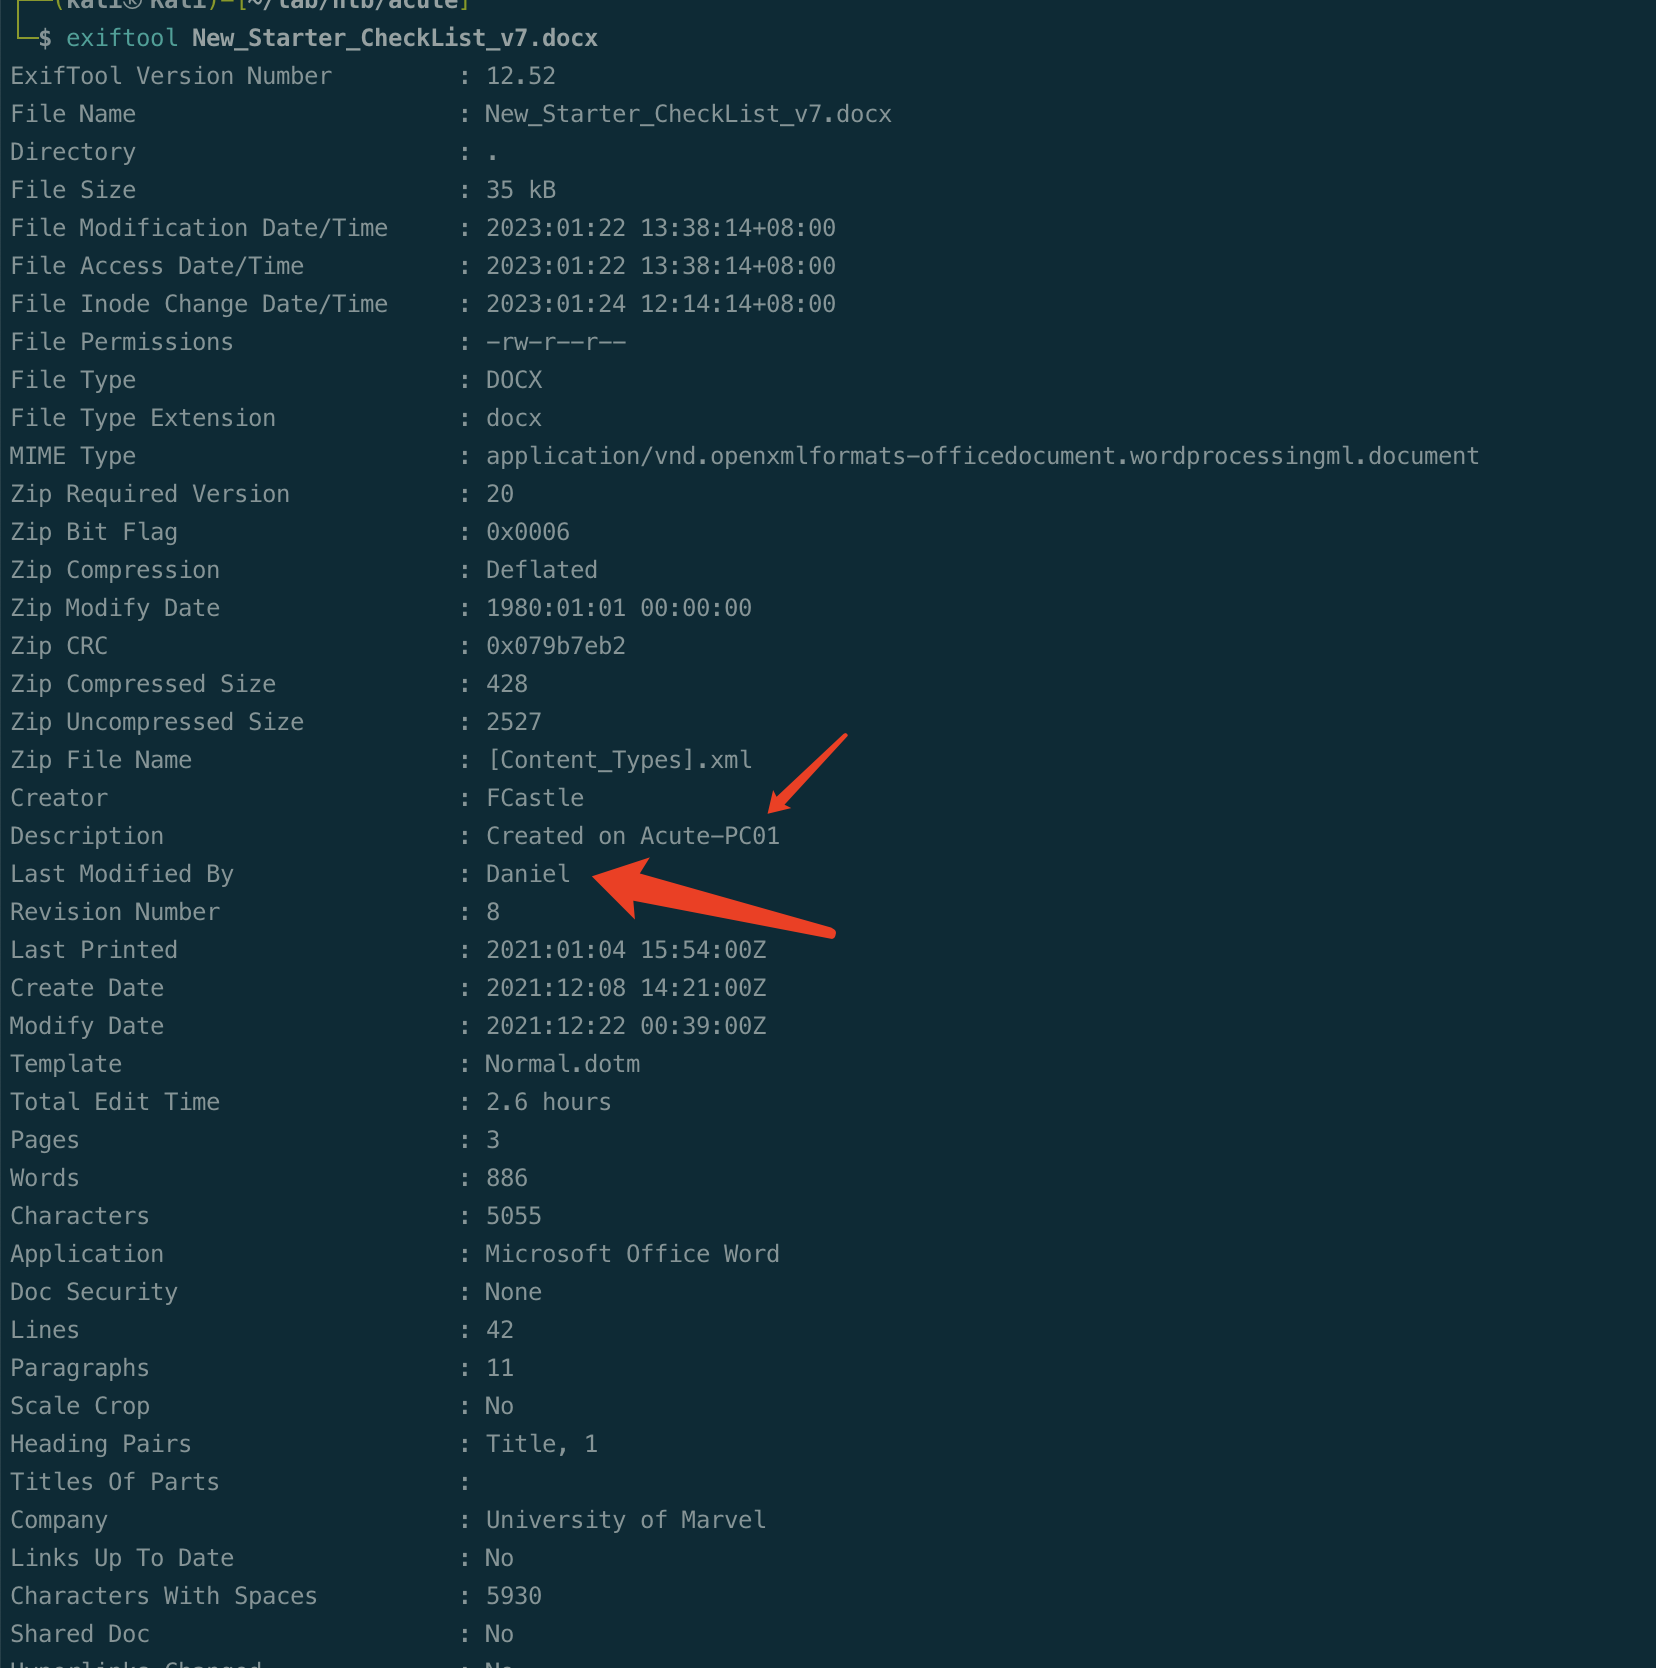 (kali㉿Kali)-[~/lab/htb/acute]
└─$ exiftool New_Starter_CheckList_v7.docx
ExifTool Version Number : 12.52
File Name : New_Starter_CheckList_v7.docx
Directory : .
File Size : 35 kB
File Modification Date/Time : 2023:01:22 13:38:14+08:00
File Access Date/Time : 2023:01:22 13:38:14+08:00
File Inode Change Date/Time : 2023:01:24 12:14:14+08:00
File Permissions : -rw-r--r--
File Type : DOCX
File Type Extension : docx
MIME Type : application/vnd.openxmlformats-officedocument.wordprocessingml.document
Zip Required Version : 20
Zip Bit Flag : 0x0006
Zip Compression : Deflated
Zip Modify Date : 1980:01:01 00:00:00
Zip CRC : 0x079b7eb2
Zip Compressed Size : 428
Zip Uncompressed Size : 2527
Zip File Name : [Content_Types].xml
Creator : FCastle
Description : Created on Acute-PC01
Last Modified By : Daniel
Revision Number : 8
Last Printed : 2021:01:04 15:54:00Z
Create Date : 2021:12:08 14:21:00Z
Modify Date : 2021:12:22 00:39:00Z
Template : Normal.dotm
Total Edit Time : 2.6 hours
Pages : 3
Words : 886
Characters : 5055
Application : Microsoft Office Word
Doc Security : None
Lines : 42
Paragraphs : 11
Scale Crop : No
Heading Pairs : Title, 1
Titles Of Parts :
Company : University of Marvel
Links Up To Date : No
Characters With Spaces : 5930
Shared Doc : No
Hyperlinks Changed : No